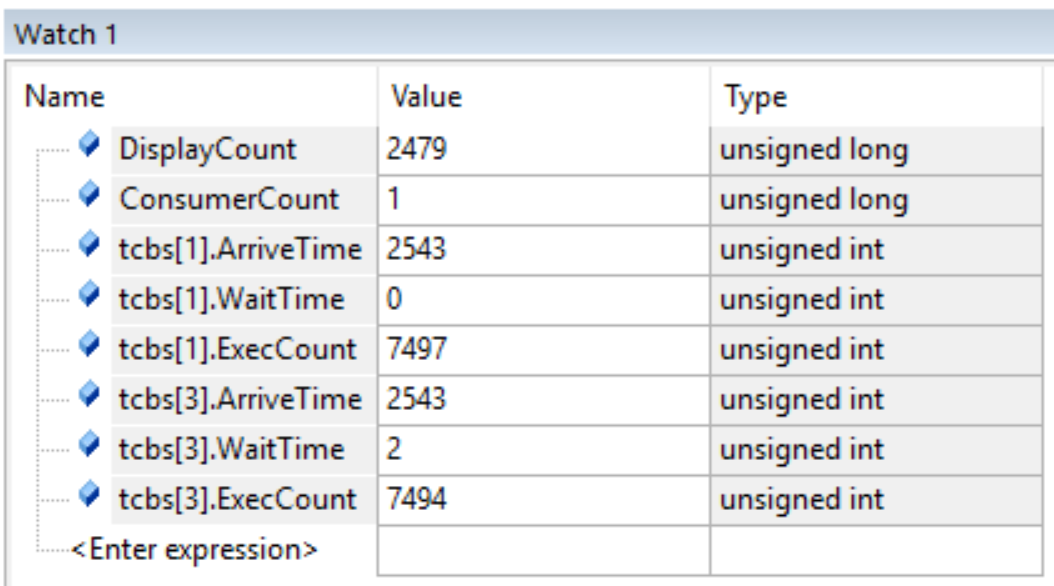 Watch 1
Name Value Type
DisplayCount 2479 unsigned long
ConsumerCount 1 unsigned long
tcbs[1].ArriveTime 2543 unsigned int
tcbs[1].WaitTime 0 unsigned int
tcbs[1].ExecCount 7497 unsigned int
tcbs[3].ArriveTime 2543 unsigned int
tcbs[3].WaitTime 2 unsigned int
tcbs[3].ExecCount 7494 unsigned int
<Enter expression>